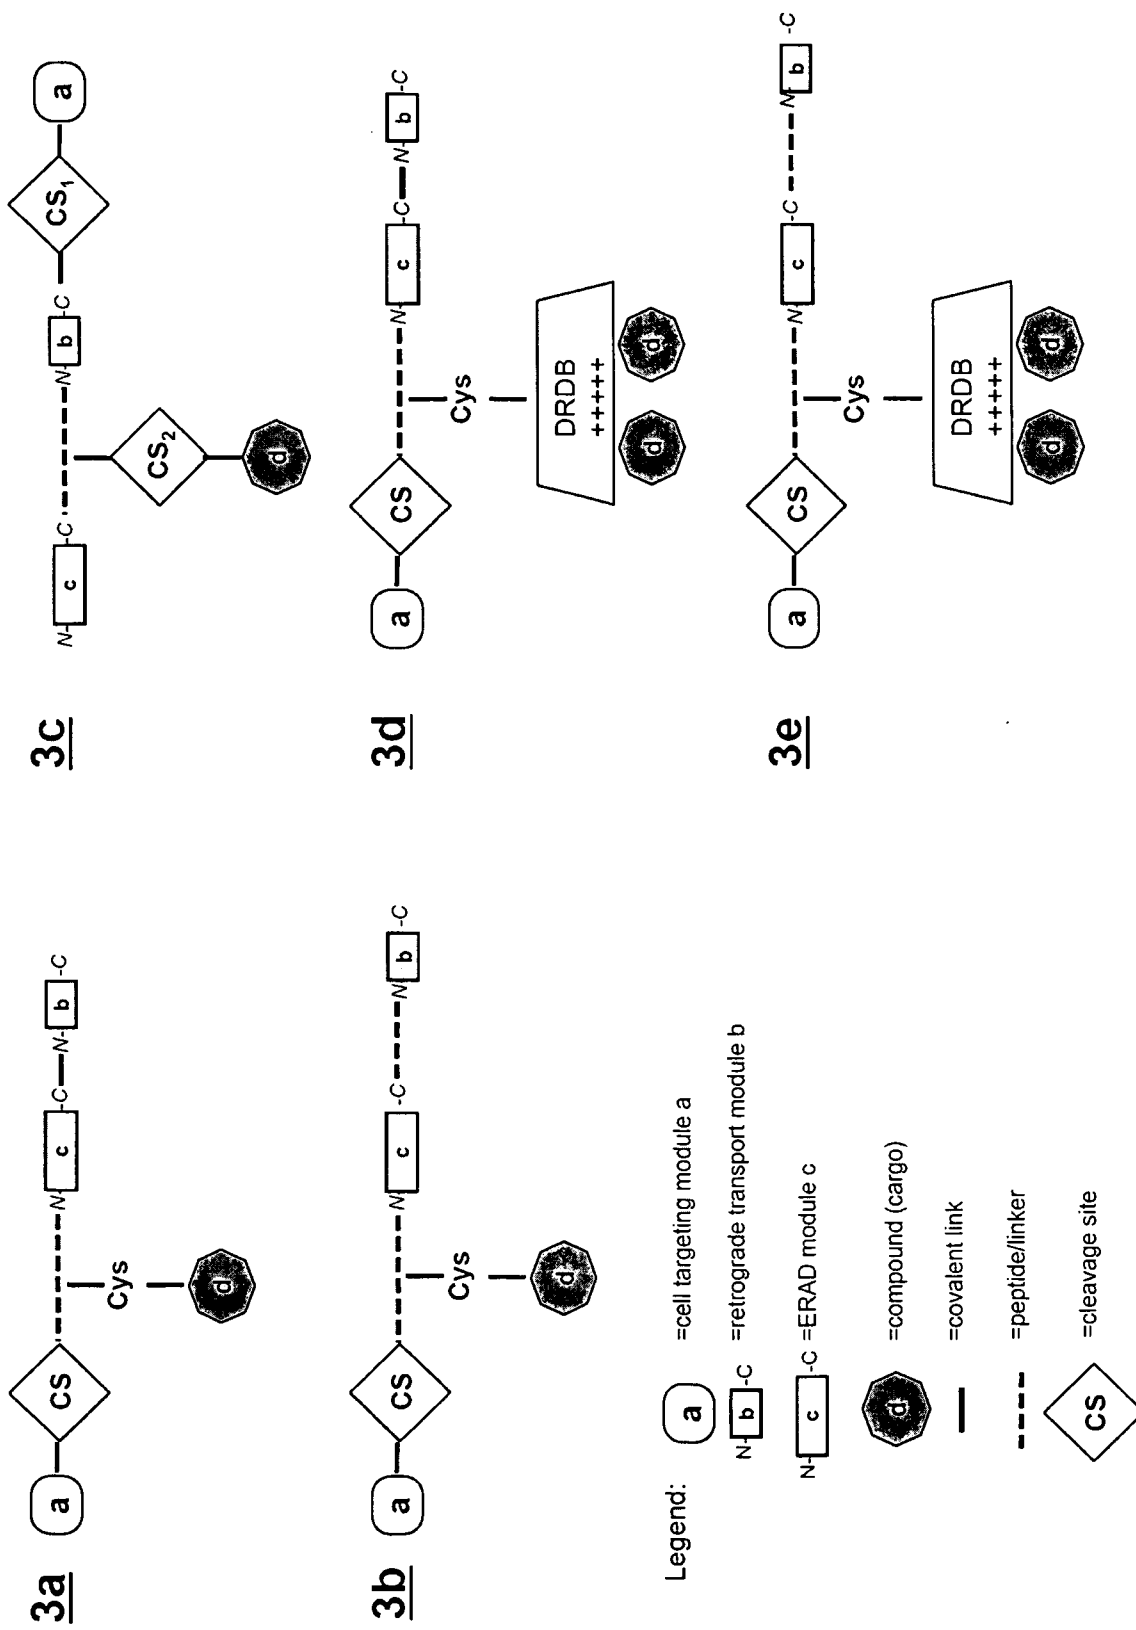 3a
a
CS
Cys
d
N-
c
-C
N-
b
-C
3b
a
CS
Cys
d
N-
c
-C
N-
b
-C
Legend:
a =cell targeting module a
N- b -C =retrograde transport module b
N- c -C =ERAD module c
d =compound (cargo)
=covalent link
=peptide/linker
CS =cleavage site
3c
N-
c
-C
CS2
d
N-
b
-C
CS1
a
3d
a
CS
Cys
DRDB
+++++
d
d
N-
c
-C
N-
b
-C
3e
a
CS
Cys
DRDB
+++++
d
d
N-
c
-C
N-
b
-C